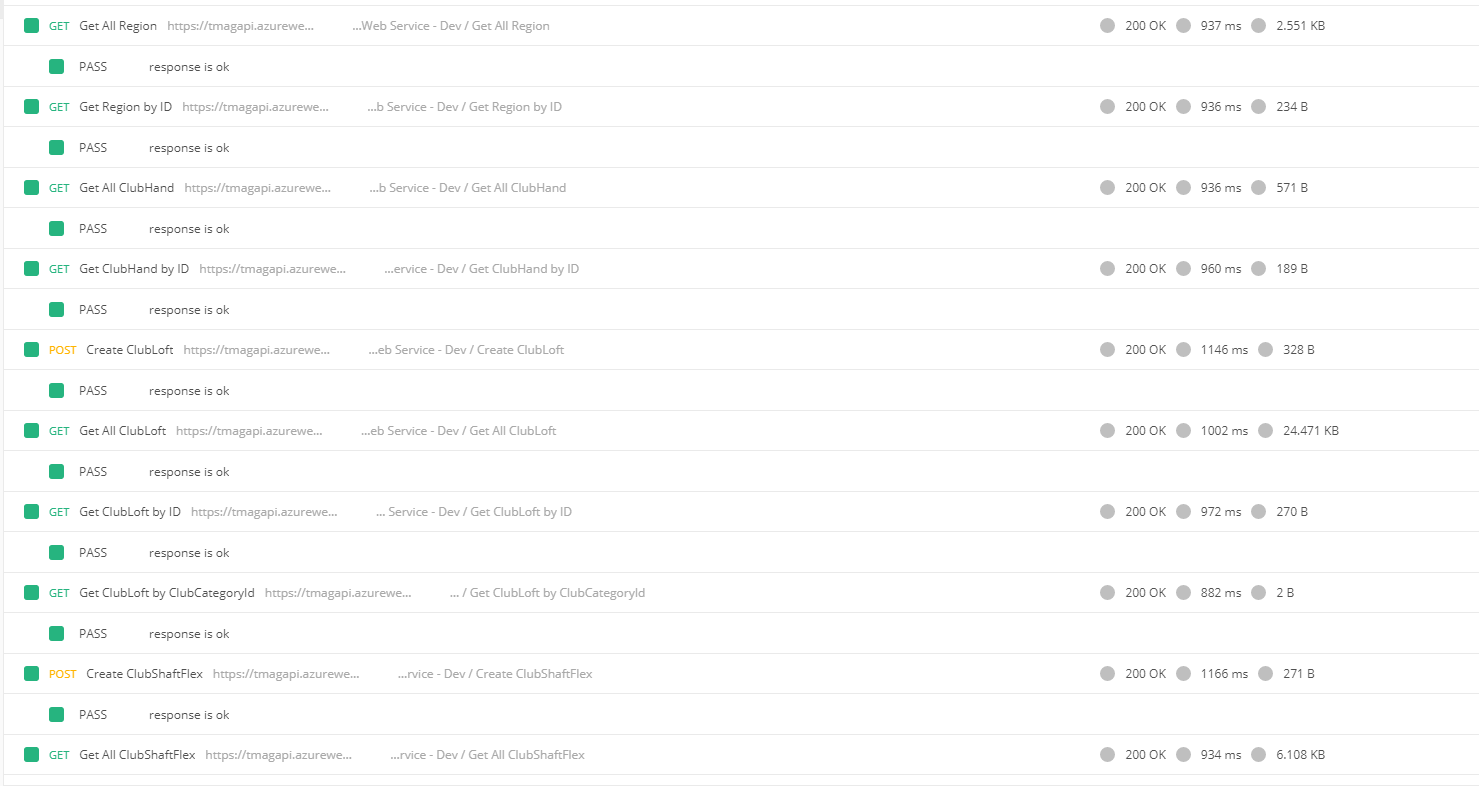 GET Get All Region https://tmagapi.azurewe... ...Web Service - Dev / Get All Region 200 OK 937 ms 2.551 KB
PASS response is ok
GET Get Region by ID https://tmagapi.azurewe... ...b Service - Dev / Get Region by ID 200 OK 936 ms 234 B
PASS response is ok
GET Get All ClubHand https://tmagapi.azurewe... ...b Service - Dev / Get All ClubHand 200 OK 936 ms 571 B
PASS response is ok
GET Get ClubHand by ID https://tmagapi.azurewe... ...ervice - Dev / Get ClubHand by ID 200 OK 960 ms 189 B
PASS response is ok
POST Create ClubLoft https://tmagapi.azurewe... ...eb Service - Dev / Create ClubLoft 200 OK 1146 ms 328 B
PASS response is ok
GET Get All ClubLoft https://tmagapi.azurewe... ...eb Service - Dev / Get All ClubLoft 200 OK 1002 ms 24.471 KB
PASS response is ok
GET Get ClubLoft by ID https://tmagapi.azurewe... ... Service - Dev / Get ClubLoft by ID 200 OK 972 ms 270 B
PASS response is ok
GET Get ClubLoft by ClubCategoryId https://tmagapi.azurewe... ... / Get ClubLoft by ClubCategoryId 200 OK 882 ms 2 B
PASS response is ok
POST Create ClubShaftFlex https://tmagapi.azurewe... ...rvice - Dev / Create ClubShaftFlex 200 OK 1166 ms 271 B
PASS response is ok
GET Get All ClubShaftFlex https://tmagapi.azurewe... ...rvice - Dev / Get All ClubShaftFlex 200 OK 934 ms 6.108 KB